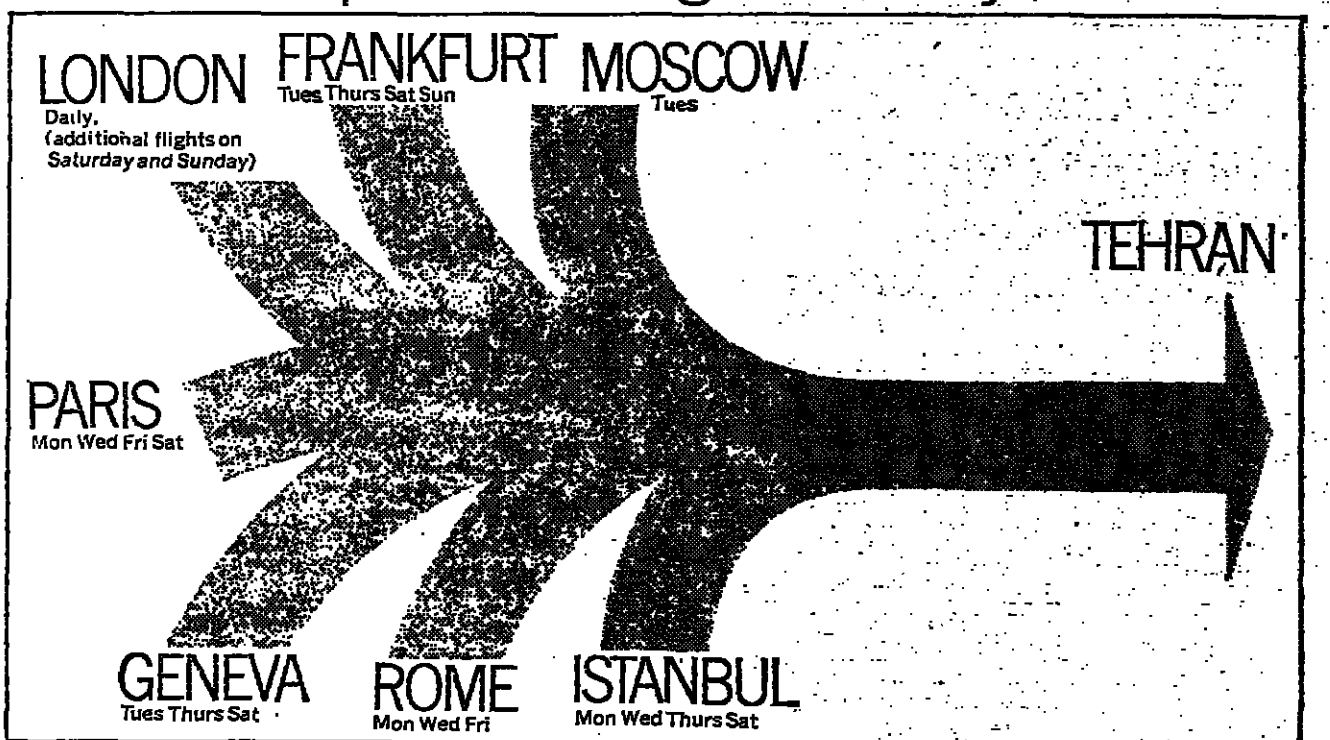 LONDON
Daily.
(additional flights on
Saturday and Sunday)
FRANKFURT
Tues Thurs Sat Sun
MOSCOW
Tues
TEHRAN
PARIS
Mon Wed Fri Sat
GENEVA
Tues Thurs Sat
ROME
Mon Wed Fri
ISTANBUL
Mon Wed Thurs Sat